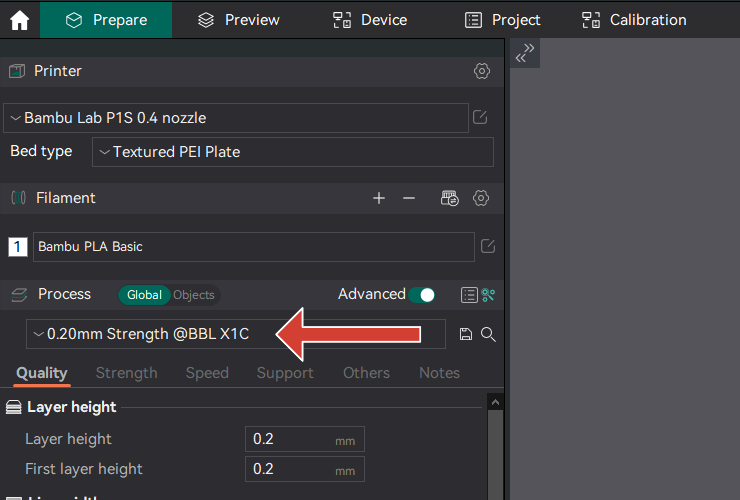 Prepare Preview Device Project Calibration
Printer
Bambu Lab P1S 0.4 nozzle
Bed type Textured PEI Plate
Filament
1 Bambu PLA Basic
Process Global Objects Advanced
0.20mm Strength @BBL X1C
Quality Strength Speed Support Others Notes
Layer height
Layer height 0.2 mm
First layer height 0.2 mm